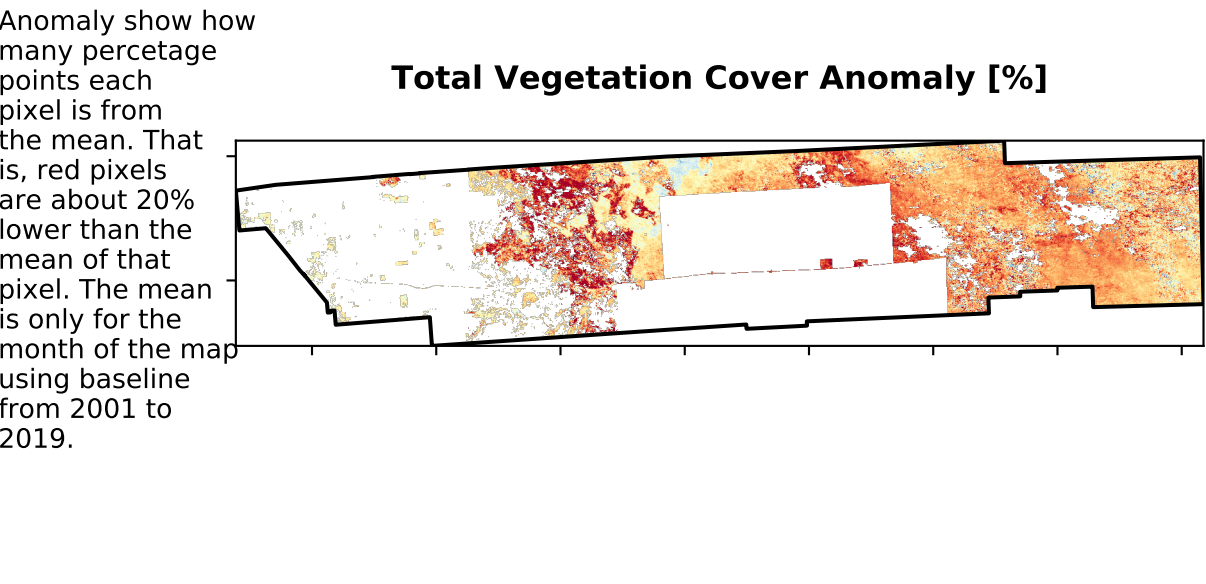 Anomaly show how
many percetage
points each
pixel is from
the mean. That
is, red pixels
are about 20%
lower than the
mean of that
pixel. The mean
is only for the
month of the map
using baseline
from 2001 to
2019.
Total Vegetation Cover Anomaly [%]